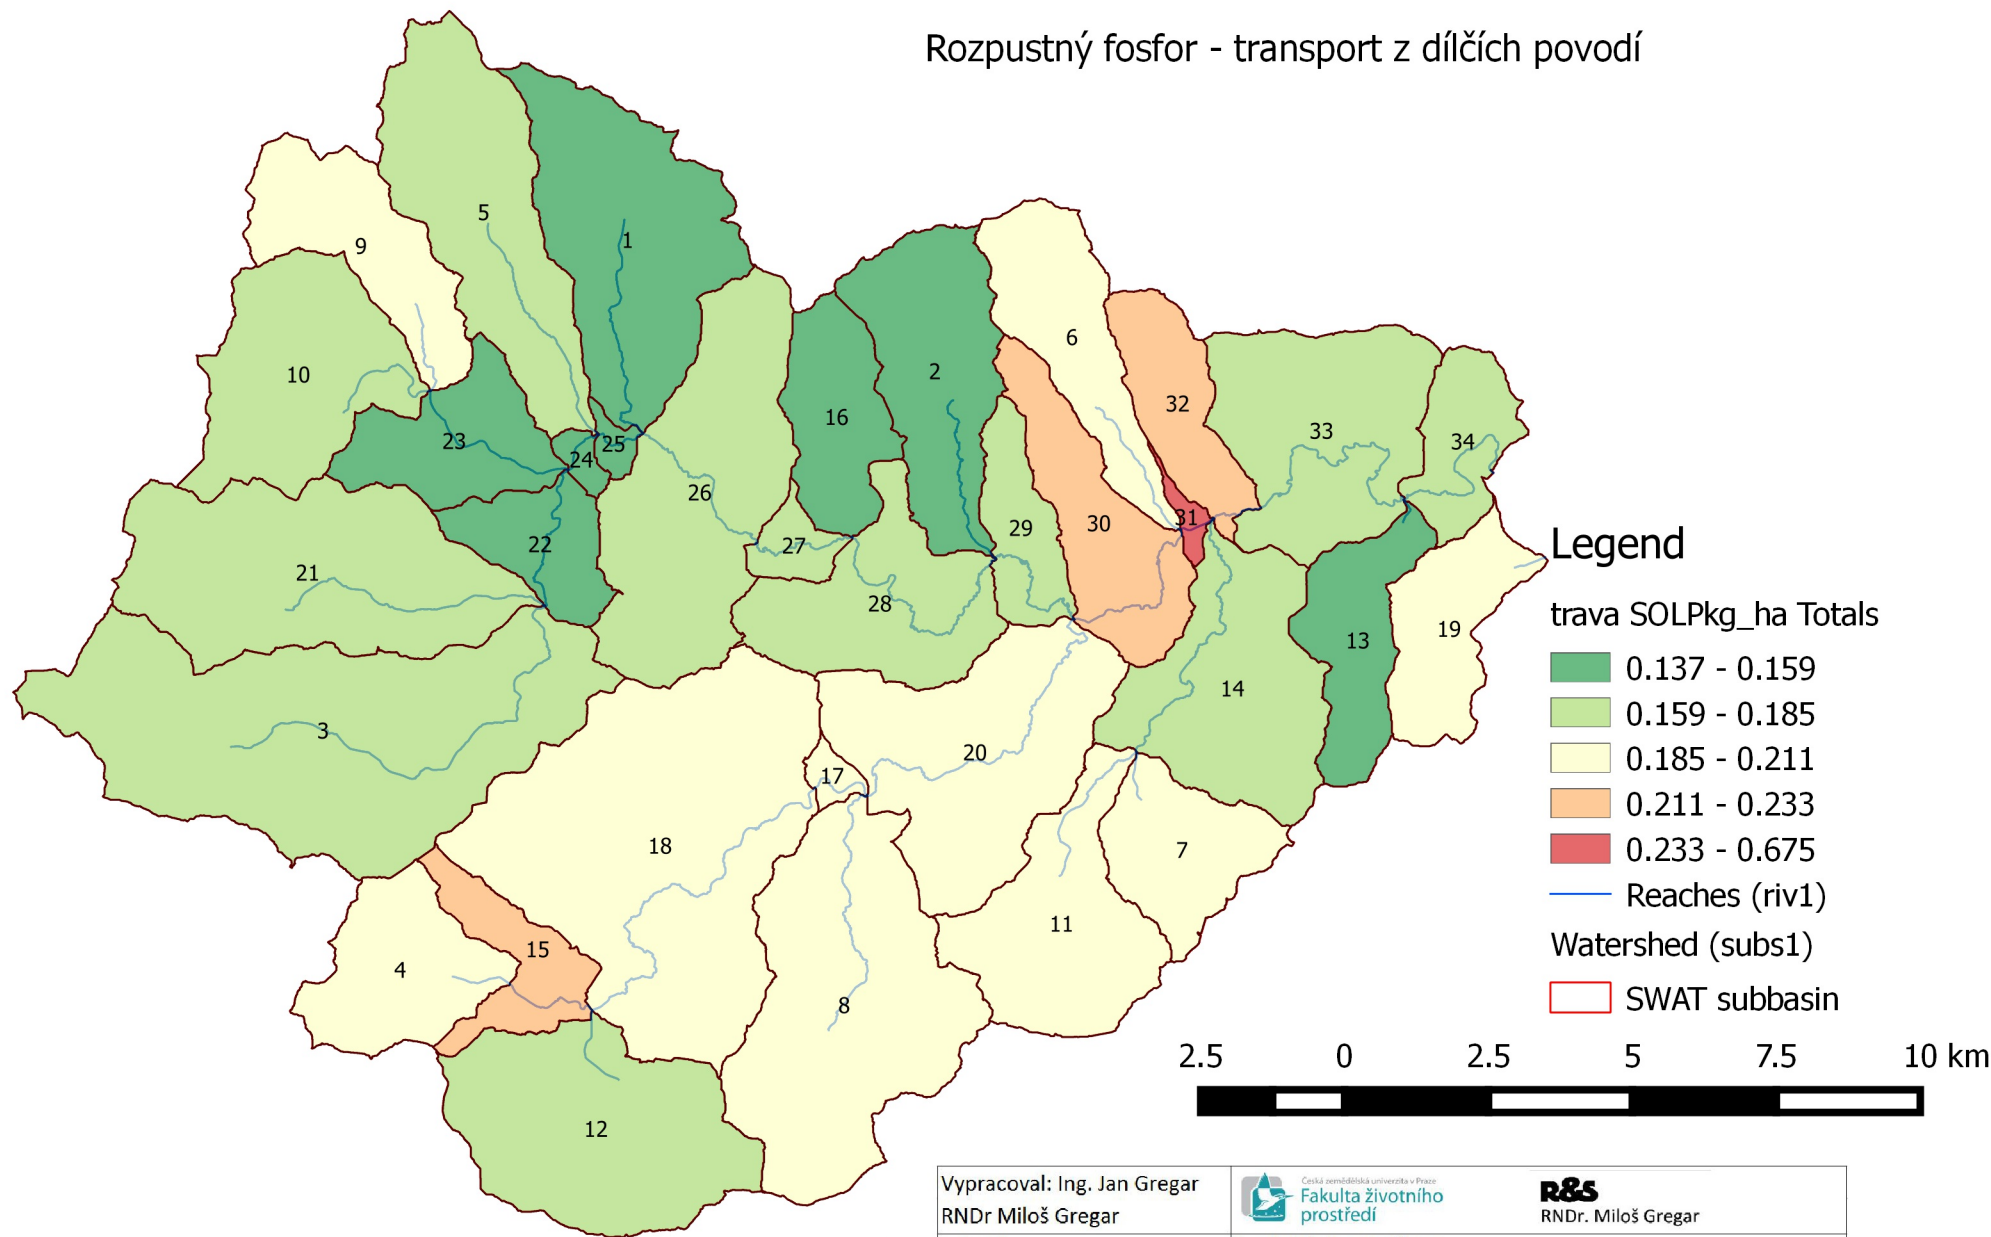 Rozpustný fosfor - transport z dílčích povodí
5
1
9
6
10
2
32
16
33
34
23
25
24
26
31
30
29
22
27
21
28
19
13
14
3
20
17
18
7
11
15
4
8
12
Legend
trava SOLPkg_ha Totals
0.137 - 0.159
0.159 - 0.185
0.185 - 0.211
0.211 - 0.233
0.233 - 0.675
Reaches (riv1)
Watershed (subs1)
SWAT subbasin
2.5 0 2.5 5 7.5 10 km
Vypracoval: Ing. Jan Gregar
RNDr Miloš Gregar
Česká zemědělská univerzita v Praze
Fakulta životního
prostředí
R&S
RNDr. Miloš Gregar